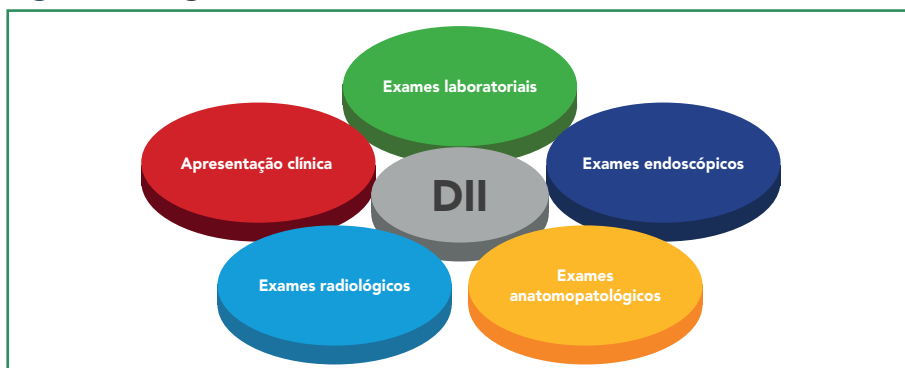 Exames laboratoriais
Apresentação clínica
Exames endoscópicos
DII
Exames radiológicos
Exames
anatomopatológicos